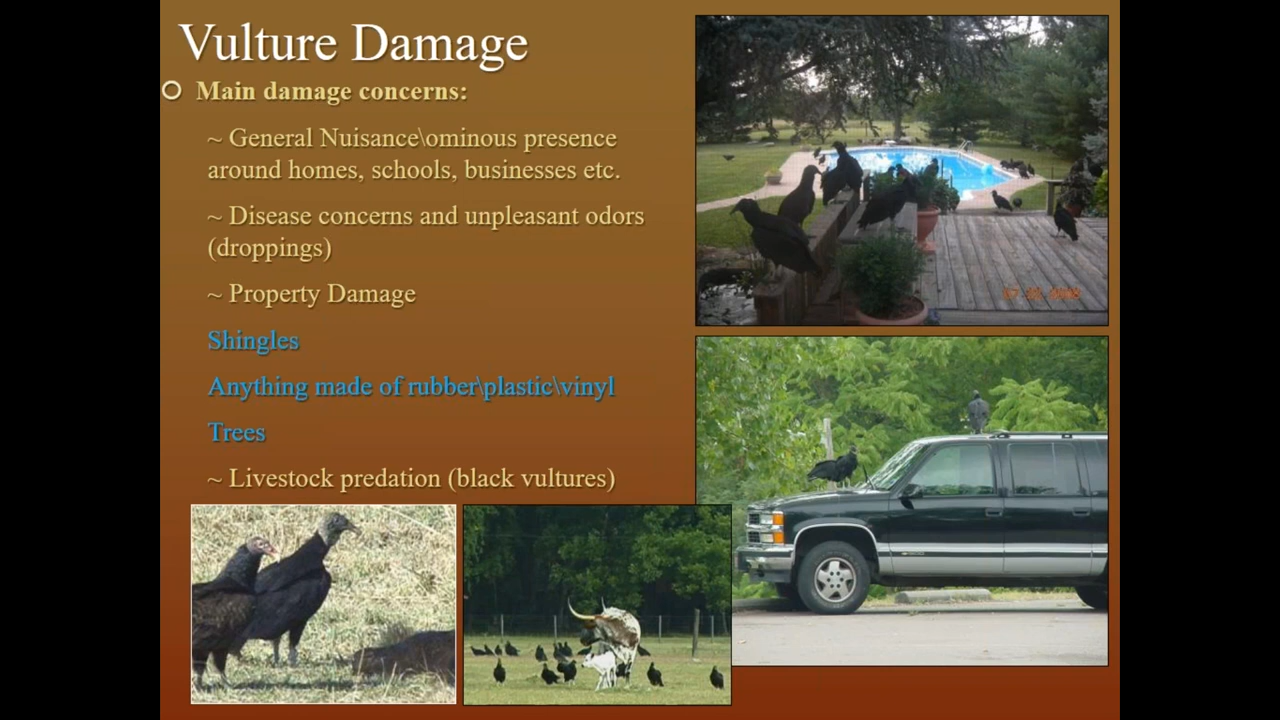 Vulture Damage
Main damage concerns:
~ General Nuisance\ominous presence
around homes, schools, businesses etc.
~ Disease concerns and unpleasant odors
(droppings)
~ Property Damage
Shingles
Anything made of rubber\plastic\vinyl
Trees
~ Livestock predation (black vultures)